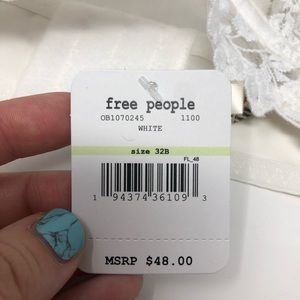 free people
OB1070245 1100
WHITE
size 32B
FL_48
1 94374 36109 3
MSRP $48.00